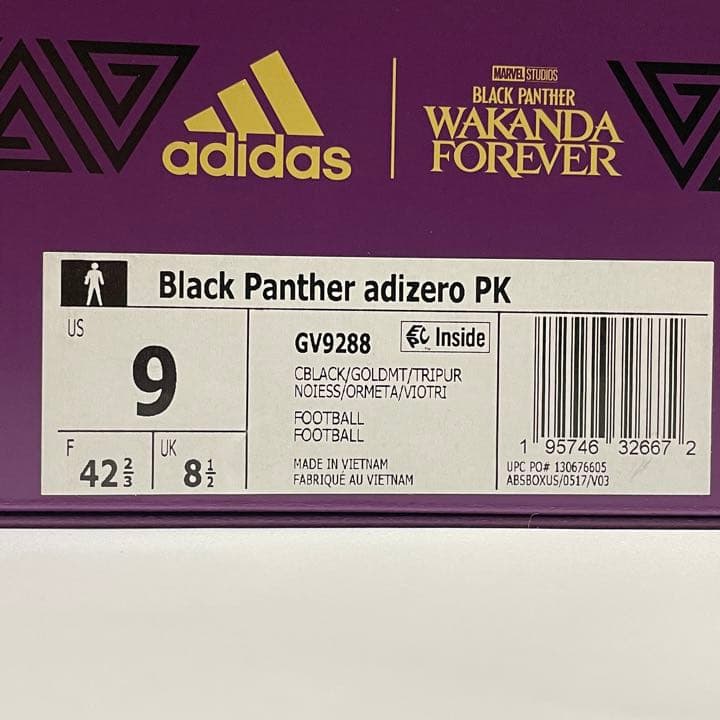 adidas
MARVEL STUDIOS
BLACK PANTHER
WAKANDA
FOREVER
Black Panther adizero PK
US
9
F
42 2/3
UK
8 1/2
GV9288
Inside
CBLACK/GOLDMT/TRIPUR
NOIESS/ORMETA/VIOTRI
FOOTBALL
FOOTBALL
MADE IN VIETNAM
FABRIQUÉ AU VIETNAM
1 95746 32667 2
UPC PO# 130676605
ABSBOXUS/0517/V03